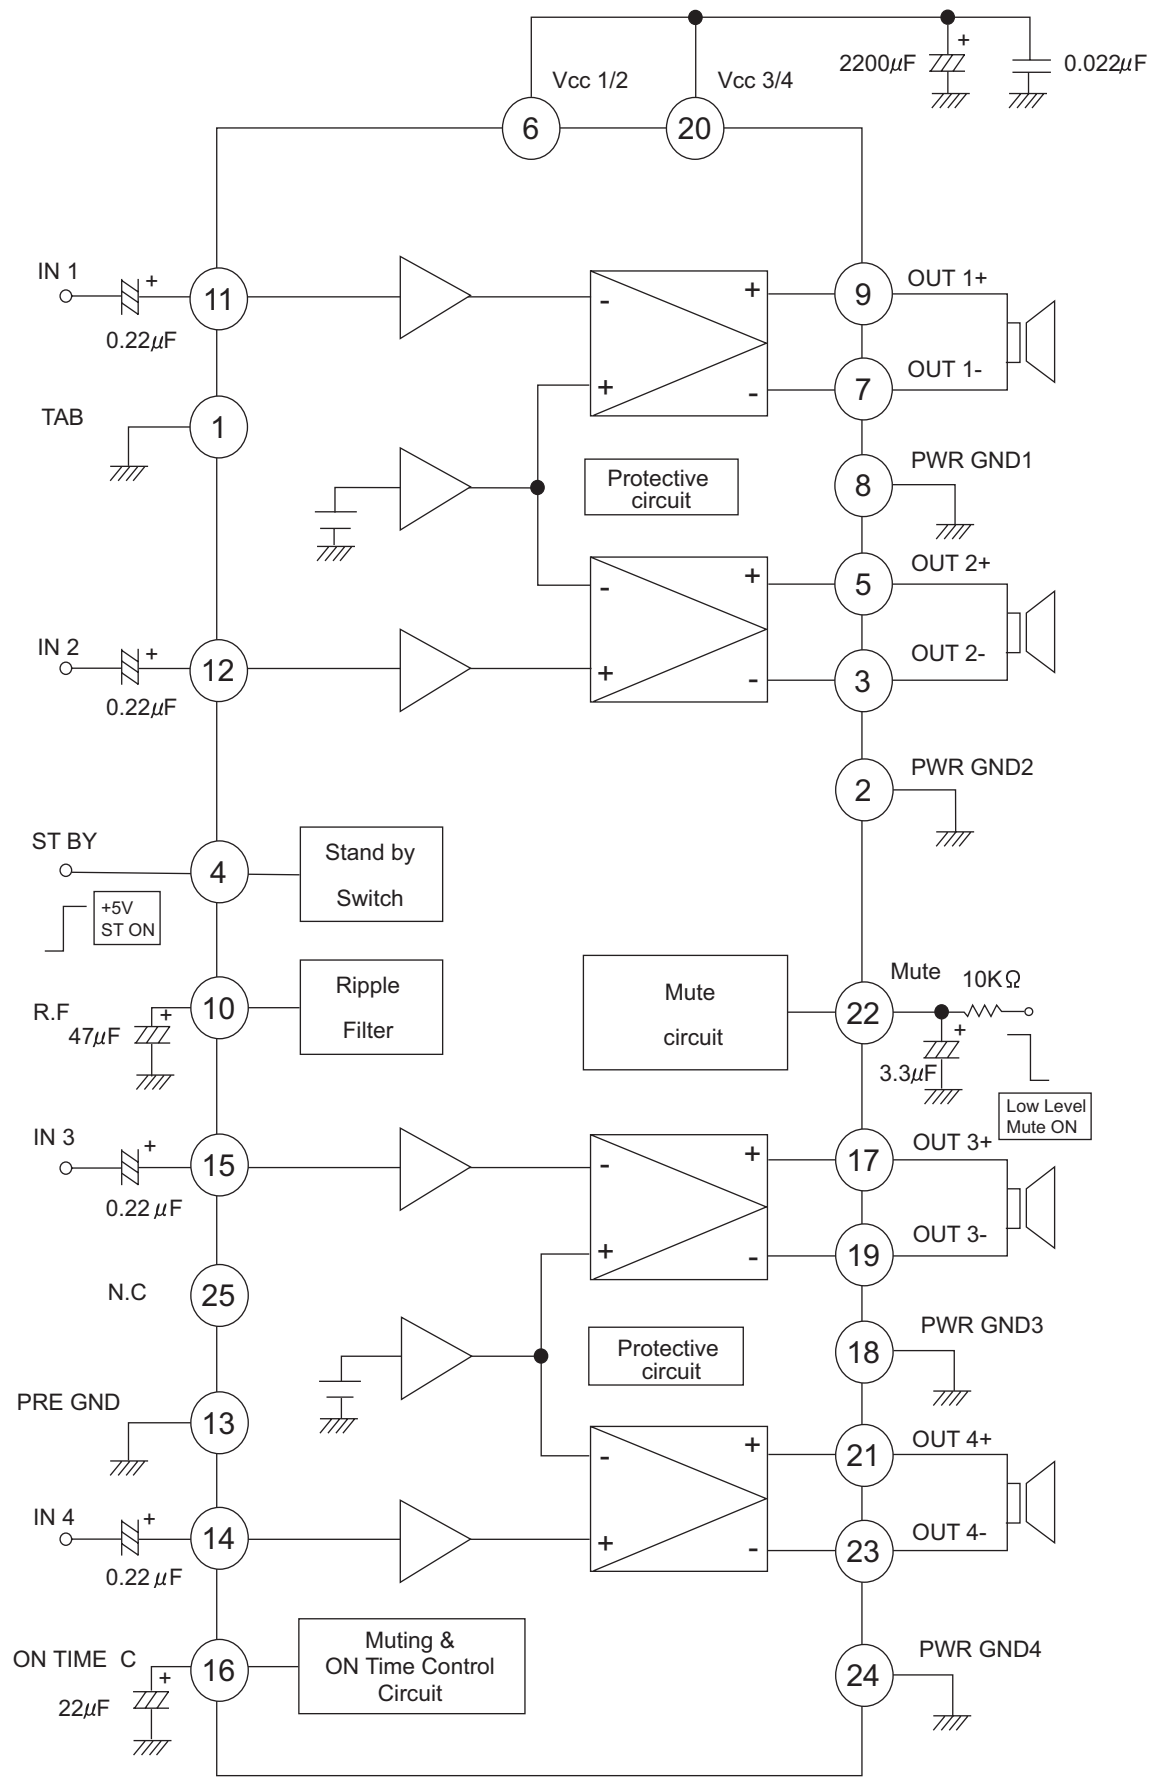 2200μF
0.022μF
Vcc 1/2
Vcc 3/4
6
20
IN 1
+
11
0.22μF
-
+
+
-
9
OUT 1+
7
OUT 1-
TAB
1
Protective
circuit
8
PWR GND1
IN 2
+
12
0.22μF
-
+
+
-
5
OUT 2+
3
OUT 2-
2
PWR GND2
ST BY
4
Stand by
Switch
+5V
ST ON
R.F
47μF
+
10
Ripple
Filter
Mute
circuit
22
Mute
10KΩ
+
3.3μF
Low Level
Mute ON
IN 3
+
15
0.22 μF
-
+
+
-
17
OUT 3+
19
OUT 3-
N.C
25
Protective
circuit
18
PWR GND3
PRE GND
13
IN 4
+
14
0.22 μF
-
+
+
-
21
OUT 4+
23
OUT 4-
ON TIME C
+
22μF
16
Muting &
ON Time Control
Circuit
24
PWR GND4
+